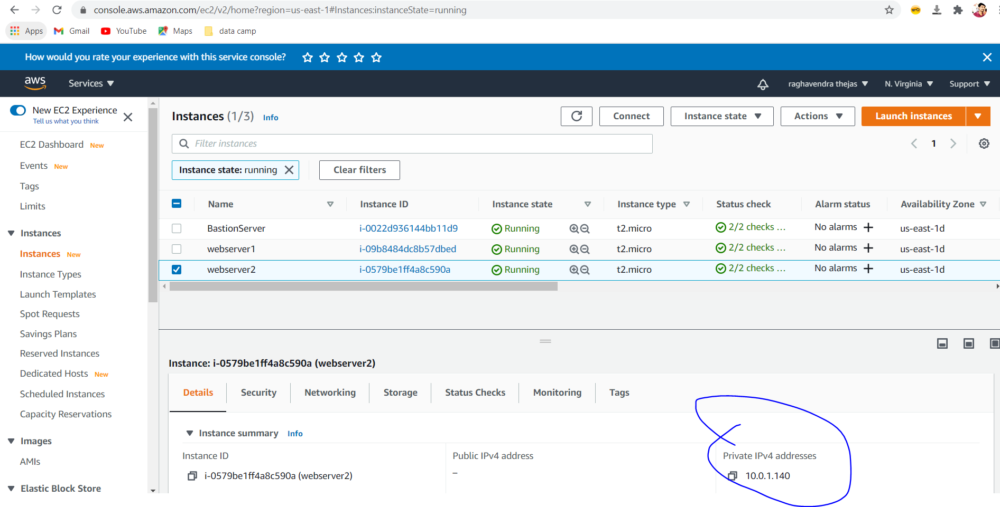 console.aws.amazon.com/ec2/v2/home?region=us-east-1#Instances:instanceState=running
Apps Gmail YouTube Maps data camp
How would you rate your experience with this service console?
aws Services raghavendra thejas N. Virginia Support
New EC2 Experience
Tell us what you think
EC2 Dashboard New
Events New
Tags
Limits
Instances
Instances New
Instance Types
Launch Templates
Spot Requests
Savings Plans
Reserved Instances
Dedicated Hosts New
Scheduled Instances
Capacity Reservations
Images
AMIs
Elastic Block Store
Instances (1/3) Info Connect Instance state Actions Launch instances
Filter instances 1
Instance state: running Clear filters
Name Instance ID Instance state Instance type Status check Alarm status Availability Zone
BastionServer i-0022d936144bb11d9 Running t2.micro 2/2 checks ... No alarms + us-east-1d
webserver1 i-09b8484dc8b57dbed Running t2.micro 2/2 checks ... No alarms + us-east-1d
webserver2 i-0579be1ff4a8c590a Running t2.micro 2/2 checks ... No alarms + us-east-1d
Instance: i-0579be1ff4a8c590a (webserver2)
Details Security Networking Storage Status Checks Monitoring Tags
Instance summary Info
Instance ID Public IPv4 address Private IPv4 addresses
i-0579be1ff4a8c590a (webserver2) – 10.0.1.140